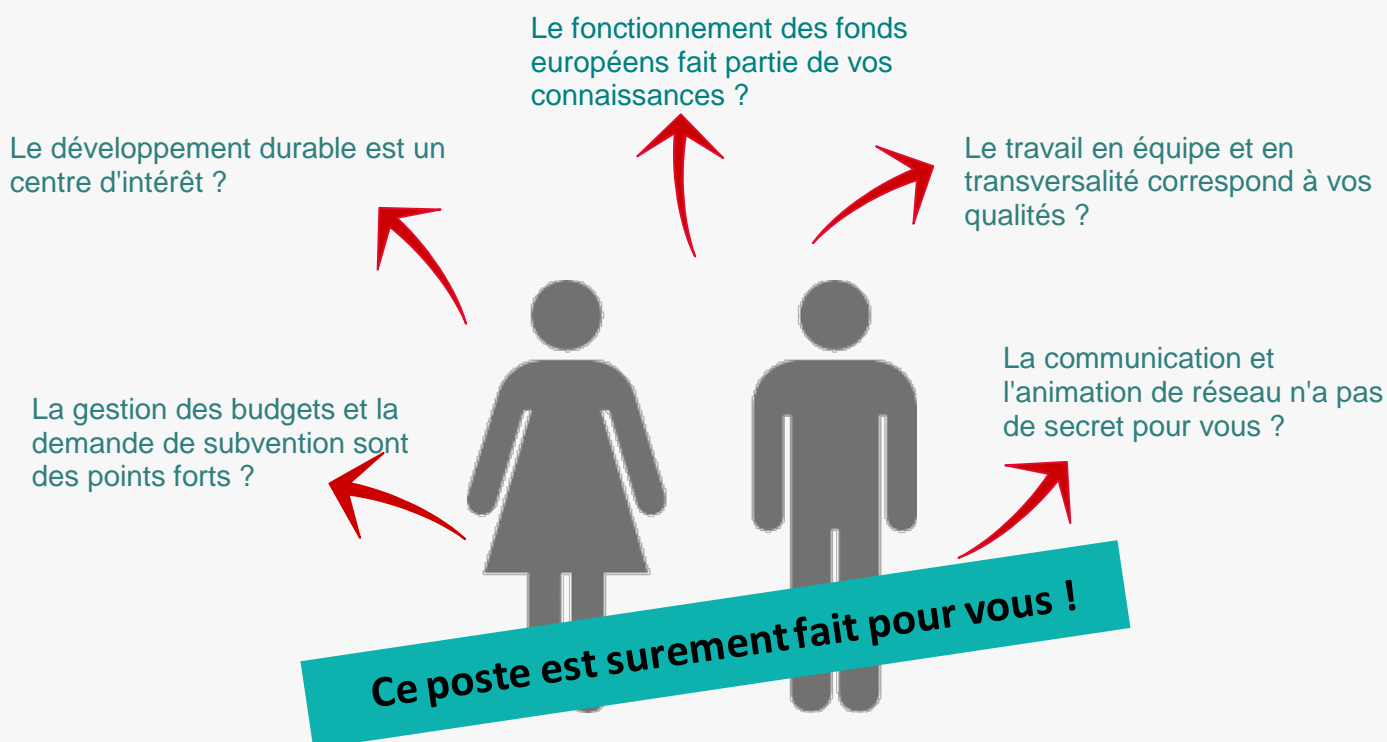 Le fonctionnement des fonds
européens fait partie de vos
connaissances ?
Le développement durable est un
centre d'intérêt ?
Le travail en équipe et en
transversalité correspond à vos
qualités ?
La gestion des budgets et la
demande de subvention sont
des points forts ?
La communication et
l'animation de réseau n'a pas
de secret pour vous ?
Ce poste est surement fait pour vous !